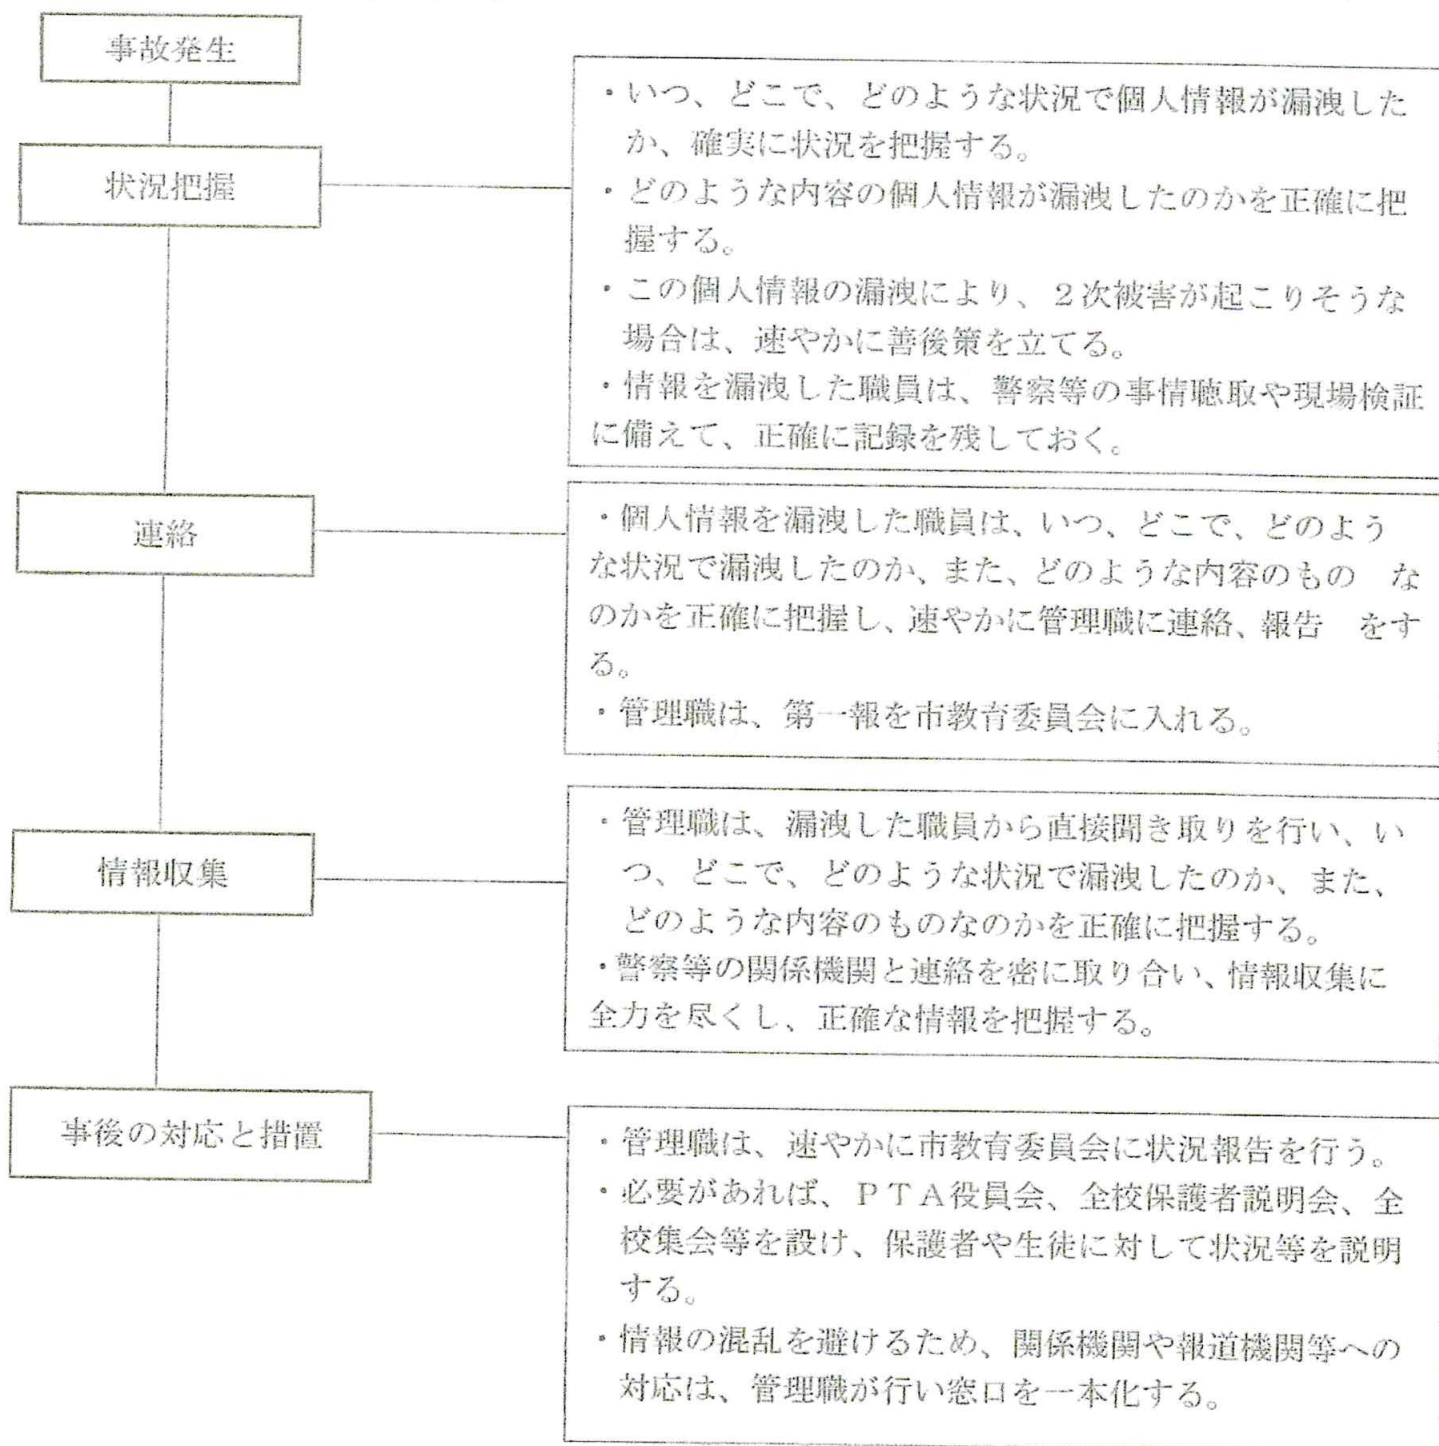 事故発生
状況把握
・いつ、どこで、どのような状況で個人情報が漏洩した
か、確実に状況を把握する。
・どのような内容の個人情報が漏洩したのかを正確に把
握する。
・この個人情報の漏洩により、２次被害が起こりそうな
場合は、速やかに善後策を立てる。
・情報を漏洩した職員は、警察等の事情聴取や現場検証
に備えて、正確に記録を残しておく。
連絡
・個人情報を漏洩した職員は、いつ、どこで、どのよう
な状況で漏洩したのか、また、どのような内容のもの　な
のかを正確に把握し、速やかに管理職に連絡、報告　をす
る。
・管理職は、第一報を市教育委員会に入れる。
情報収集
・管理職は、漏洩した職員から直接聞き取りを行い、い
つ、どこで、どのような状況で漏洩したのか、また、
どのような内容のものなのかを正確に把握する。
・警察等の関係機関と連絡を密に取り合い、情報収集に
全力を尽くし、正確な情報を把握する。
事後の対応と措置
・管理職は、速やかに市教育委員会に状況報告を行う。
・必要があれば、ＰＴＡ役員会、全校保護者説明会、全
校集会等を設け、保護者や生徒に対して状況等を説明
する。
・情報の混乱を避けるため、関係機関や報道機関等への
対応は、管理職が行い窓口を一本化する。